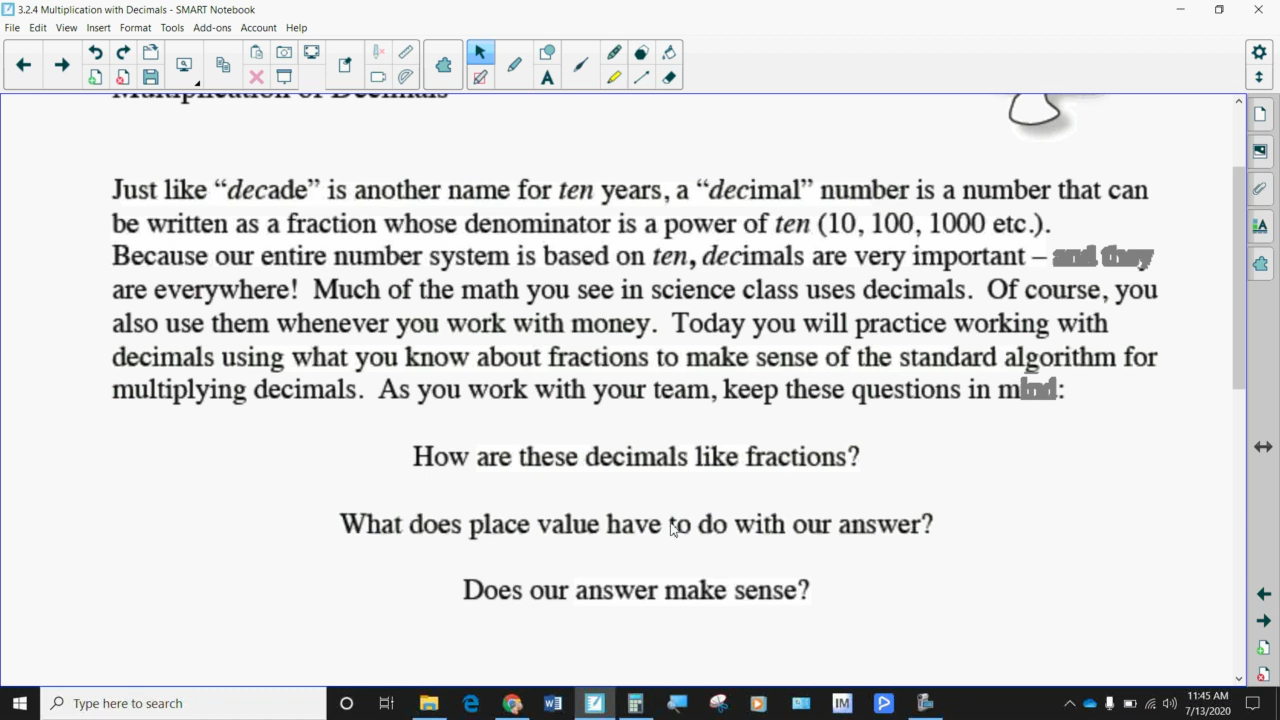 3.2.4 Multiplication with Decimals - SMART Notebook
File Edit View Insert Format Tools Add-ons Account Help
Multiplication of Decimals
Just like “decade” is another name for ten years, a “decimal” number is a number that can
be written as a fraction whose denominator is a power of ten (10, 100, 1000 etc.).
Because our entire number system is based on ten, decimals are very important – and they
are everywhere! Much of the math you see in science class uses decimals. Of course, you
also use them whenever you work with money. Today you will practice working with
decimals using what you know about fractions to make sense of the standard algorithm for
multiplying decimals. As you work with your team, keep these questions in mind:
How are these decimals like fractions?
What does place value have to do with our answer?
Does our answer make sense?
Type here to search
IM
11:45 AM
7/13/2020